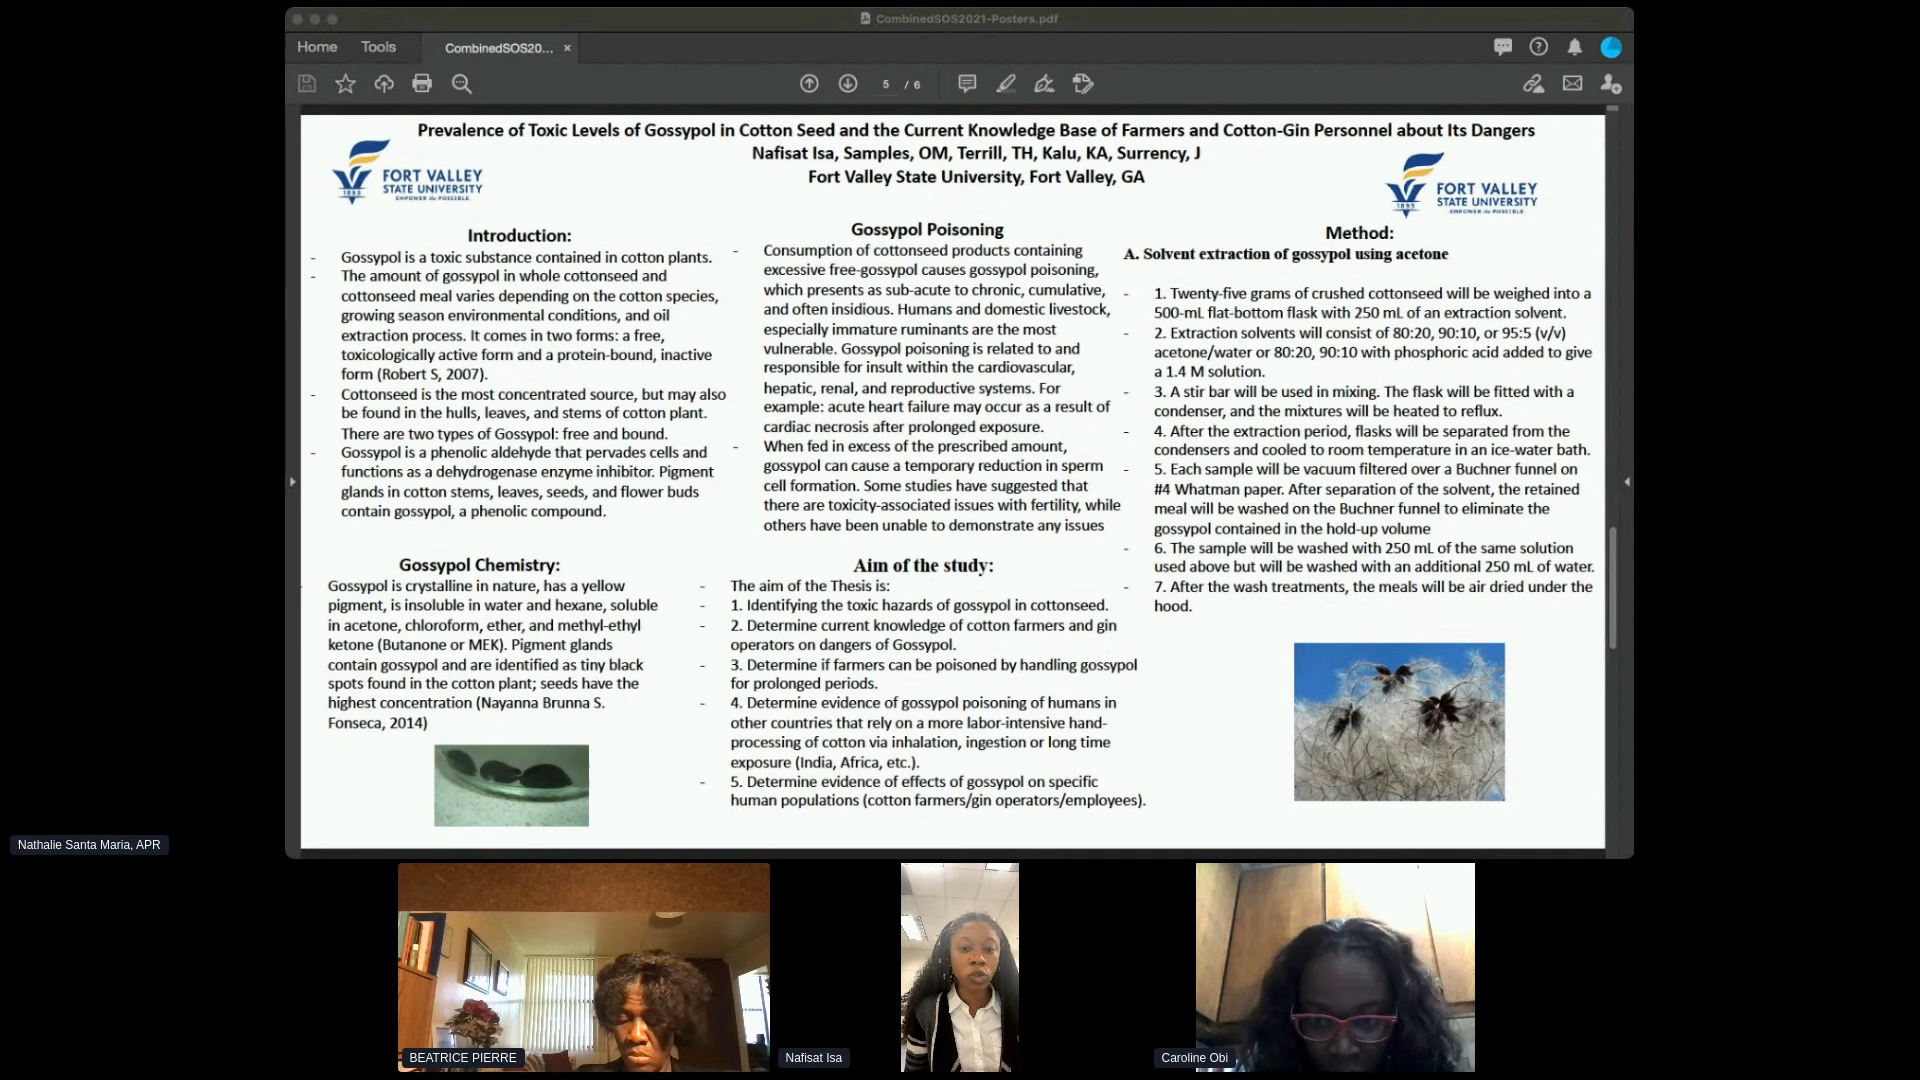 CombinedSOS2021-Posters.pdf
Home Tools CombinedSOS20... ×
5 / 6
Prevalence of Toxic Levels of Gossypol in Cotton Seed and the Current Knowledge Base of Farmers and Cotton-Gin Personnel about Its Dangers
Nafisat Isa, Samples, OM, Terrill, TH, Kalu, KA, Surrency, J
Fort Valley State University, Fort Valley, GA
FORT VALLEY
STATE UNIVERSITY
EMPOWER the POSSIBLE.
1895
FORT VALLEY
STATE UNIVERSITY
EMPOWER the POSSIBLE.
1895
Introduction:
- Gossypol is a toxic substance contained in cotton plants.
- The amount of gossypol in whole cottonseed and
cottonseed meal varies depending on the cotton species,
growing season environmental conditions, and oil
extraction process. It comes in two forms: a free,
toxicologically active form and a protein-bound, inactive
form (Robert S, 2007).
- Cottonseed is the most concentrated source, but may also
be found in the hulls, leaves, and stems of cotton plant.
There are two types of Gossypol: free and bound.
- Gossypol is a phenolic aldehyde that pervades cells and
functions as a dehydrogenase enzyme inhibitor. Pigment
glands in cotton stems, leaves, seeds, and flower buds
contain gossypol, a phenolic compound.
Gossypol Chemistry:
- Gossypol is crystalline in nature, has a yellow
pigment, is insoluble in water and hexane, soluble
in acetone, chloroform, ether, and methyl-ethyl
ketone (Butanone or MEK). Pigment glands
contain gossypol and are identified as tiny black
spots found in the cotton plant; seeds have the
highest concentration (Nayanna Brunna S.
Fonseca, 2014)
Gossypol Poisoning
- Consumption of cottonseed products containing
excessive free-gossypol causes gossypol poisoning,
which presents as sub-acute to chronic, cumulative,
and often insidious. Humans and domestic livestock,
especially immature ruminants are the most
vulnerable. Gossypol poisoning is related to and
responsible for insult within the cardiovascular,
hepatic, renal, and reproductive systems. For
example: acute heart failure may occur as a result of
cardiac necrosis after prolonged exposure.
- When fed in excess of the prescribed amount,
gossypol can cause a temporary reduction in sperm
cell formation. Some studies have suggested that
there are toxicity-associated issues with fertility, while
others have been unable to demonstrate any issues
Aim of the study:
- The aim of the Thesis is:
- 1. Identifying the toxic hazards of gossypol in cottonseed.
- 2. Determine current knowledge of cotton farmers and gin
operators on dangers of Gossypol.
- 3. Determine if farmers can be poisoned by handling gossypol
for prolonged periods.
- 4. Determine evidence of gossypol poisoning of humans in
other countries that rely on a more labor-intensive hand-
processing of cotton via inhalation, ingestion or long time
exposure (India, Africa, etc.).
- 5. Determine evidence of effects of gossypol on specific
human populations (cotton farmers/gin operators/employees).
Method:
A. Solvent extraction of gossypol using acetone
- 1. Twenty-five grams of crushed cottonseed will be weighed into a
500-mL flat-bottom flask with 250 mL of an extraction solvent.
- 2. Extraction solvents will consist of 80:20, 90:10, or 95:5 (v/v)
acetone/water or 80:20, 90:10 with phosphoric acid added to give
a 1.4 M solution.
- 3. A stir bar will be used in mixing. The flask will be fitted with a
condenser, and the mixtures will be heated to reflux.
- 4. After the extraction period, flasks will be separated from the
condensers and cooled to room temperature in an ice-water bath.
- 5. Each sample will be vacuum filtered over a Buchner funnel on
#4 Whatman paper. After separation of the solvent, the retained
meal will be washed on the Buchner funnel to eliminate the
gossypol contained in the hold-up volume
- 6. The sample will be washed with 250 mL of the same solution
used above but will be washed with an additional 250 mL of water.
- 7. After the wash treatments, the meals will be air dried under the
hood.
Nathalie Santa Maria, APR
BEATRICE PIERRE
Nafisat Isa
Caroline Obi